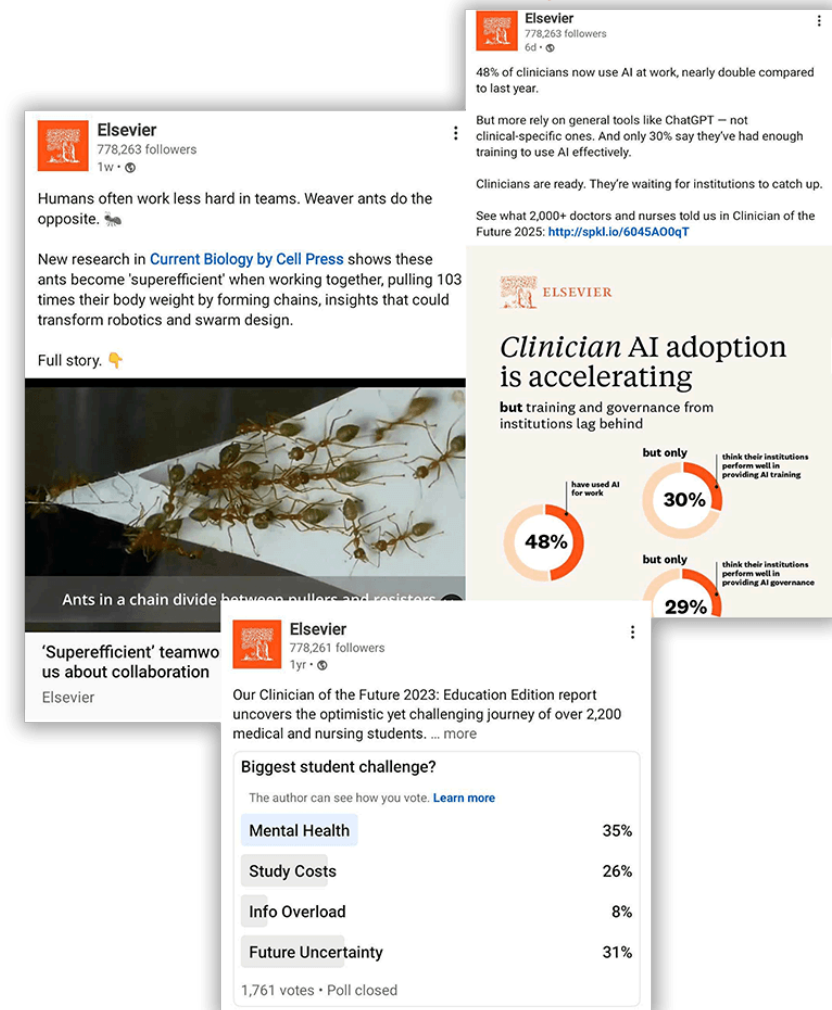 Elsevier
778,263 followers
1w •
Humans often work less hard in teams. Weaver ants do the
opposite. 🐜
New research in Current Biology by Cell Press shows these
ants become 'superefficient' when working together, pulling 103
times their body weight by forming chains, insights that could
transform robotics and swarm design.
Full story. 👇
Ants in a chain divide between pullers and resisters
'Superefficient' teamwo
us about collaboration
Elsevier
Elsevier
778,263 followers
6d •
48% of clinicians now use AI at work, nearly double compared
to last year.
But more rely on general tools like ChatGPT — not
clinical-specific ones. And only 30% say they've had enough
training to use AI effectively.
Clinicians are ready. They're waiting for institutions to catch up.
See what 2,000+ doctors and nurses told us in Clinician of the
Future 2025: http://spkl.io/6045AO0qT
ELSEVIER
Clinician AI adoption
is accelerating
but training and governance from
institutions lag behind
have used AI
for work
48%
but only
30%
think their institutions
perform well in
providing AI training
but only
29%
think their institutions
perform well in
providing AI governance
Elsevier
778,261 followers
1yr •
Our Clinician of the Future 2023: Education Edition report
uncovers the optimistic yet challenging journey of over 2,200
medical and nursing students. ... more
Biggest student challenge?
The author can see how you vote. Learn more
Mental Health 35%
Study Costs 26%
Info Overload 8%
Future Uncertainty 31%
1,761 votes • Poll closed